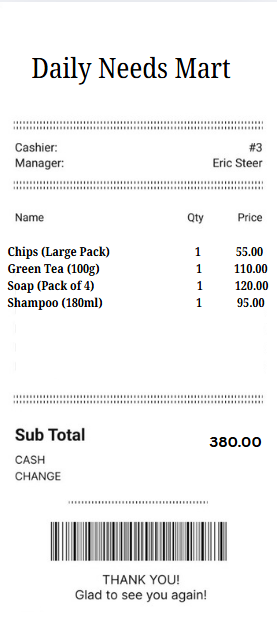 Daily Needs Mart
Cashier: #3
Manager: Eric Steer
Name Qty Price
Chips (Large Pack) 1 55.00
Green Tea (100g) 1 110.00
Soap (Pack of 4) 1 120.00
Shampoo (180ml) 1 95.00
Sub Total 380.00
CASH
CHANGE
THANK YOU!
Glad to see you again!